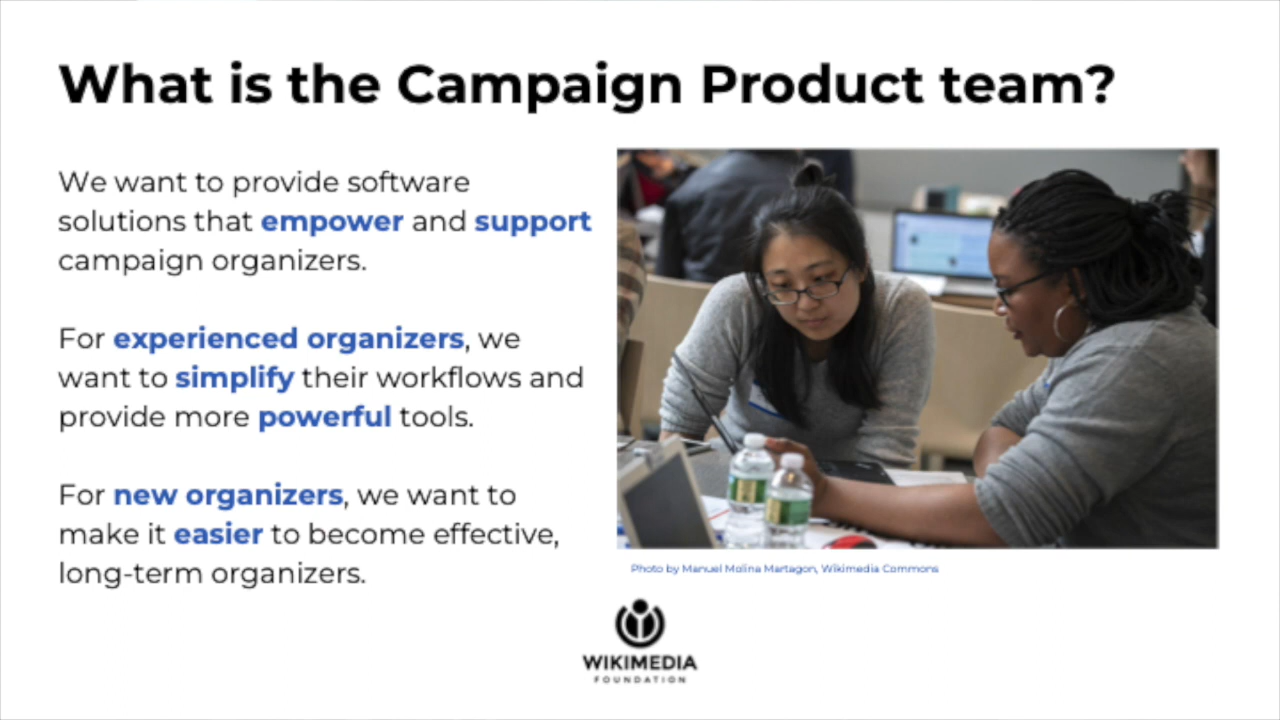 What is the Campaign Product team?
We want to provide software
solutions that empower and support
campaign organizers.
For experienced organizers, we
want to simplify their workflows and
provide more powerful tools.
For new organizers, we want to
make it easier to become effective,
long-term organizers.
Photo by Manuel Molina Martagon, Wikimedia Commons
WIKIMEDIA
FOUNDATION